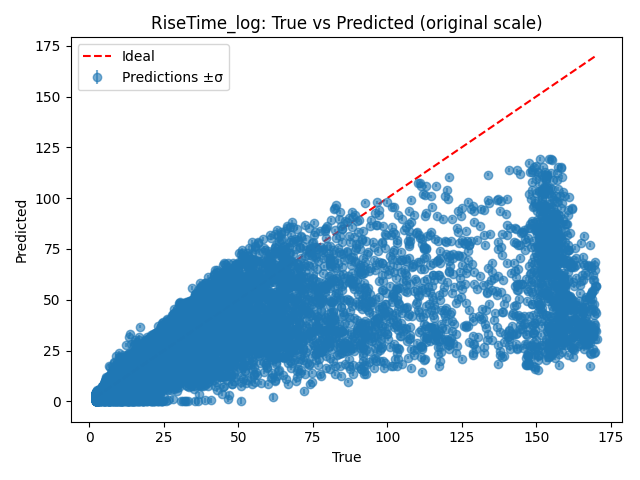 RiseTime_log: True vs Predicted (original scale)
Ideal
Predictions ±σ
175
150
125
100
75
50
25
0
Predicted
0 25 50 75 100 125 150 175
True